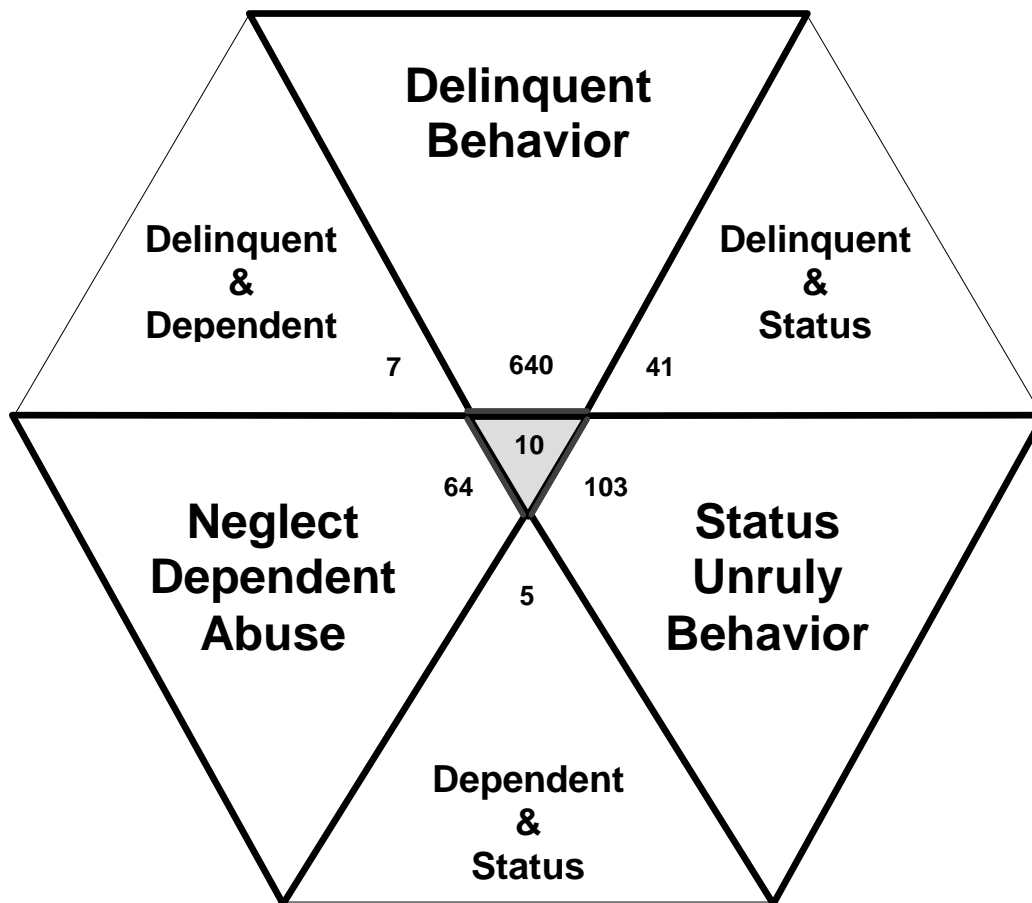 Delinquent
Behavior
Delinquent
&
Dependent
Delinquent
&
Status
7
640
41
10
64
103
Neglect
Dependent
Abuse
Status
Unruly
Behavior
5
Dependent
&
Status